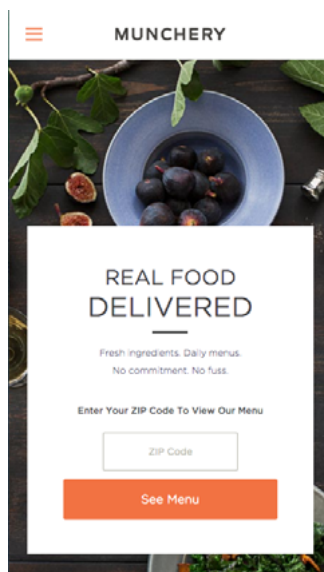 MUNCHERY
REAL FOOD
DELIVERED
Fresh ingredients. Daily menus.
No commitment. No fuss.
Enter Your ZIP Code To View Our Menu
ZIP Code
See Menu